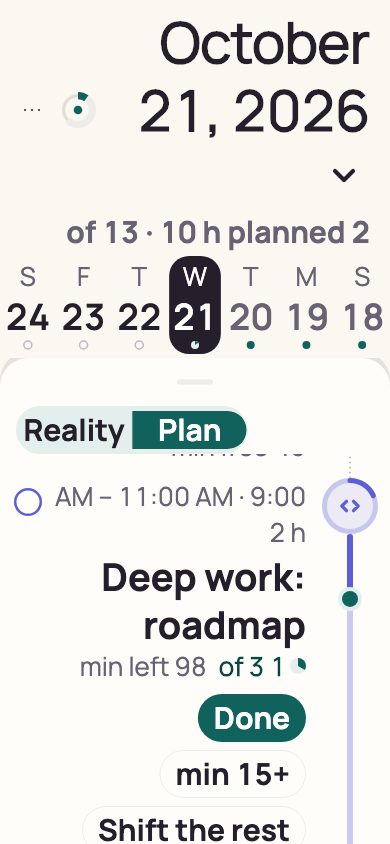 October
21, 2026
of 13 · 10 h planned 2
S F T W T M S
24 23 22 21 20 19 18
Reality Plan
AM – 11:00 AM · 9:00
2 h
Deep work:
roadmap
min left 98 of 3 1
Done
min 15+
Shift the rest